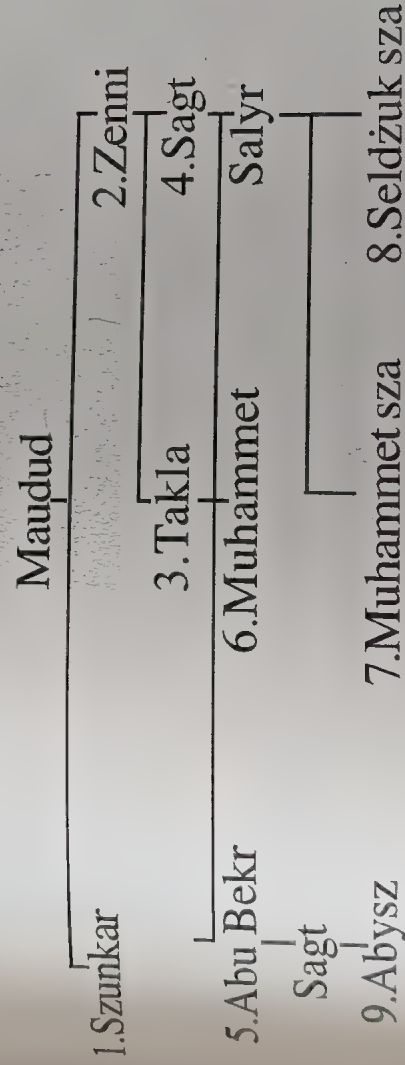 Maudud
1.Szunkar 2.Zenni
3.Takla 4.Sagt
5.Abu Bekr 6.Muhammet Salyr
Sagt
9.Abysz 7.Muhammet sza 8.Seldżuk sza